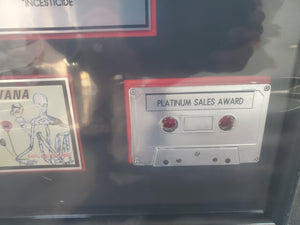 "INCESTICIDE"
VANA
PLATINUM SALES AWARD